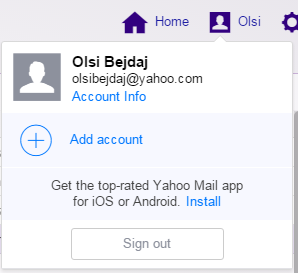 Home Olsi
Olsi Bejdaj
olsibejdaj@yahoo.com
Account Info
Add account
Get the top-rated Yahoo Mail app
for iOS or Android. Install
Sign out